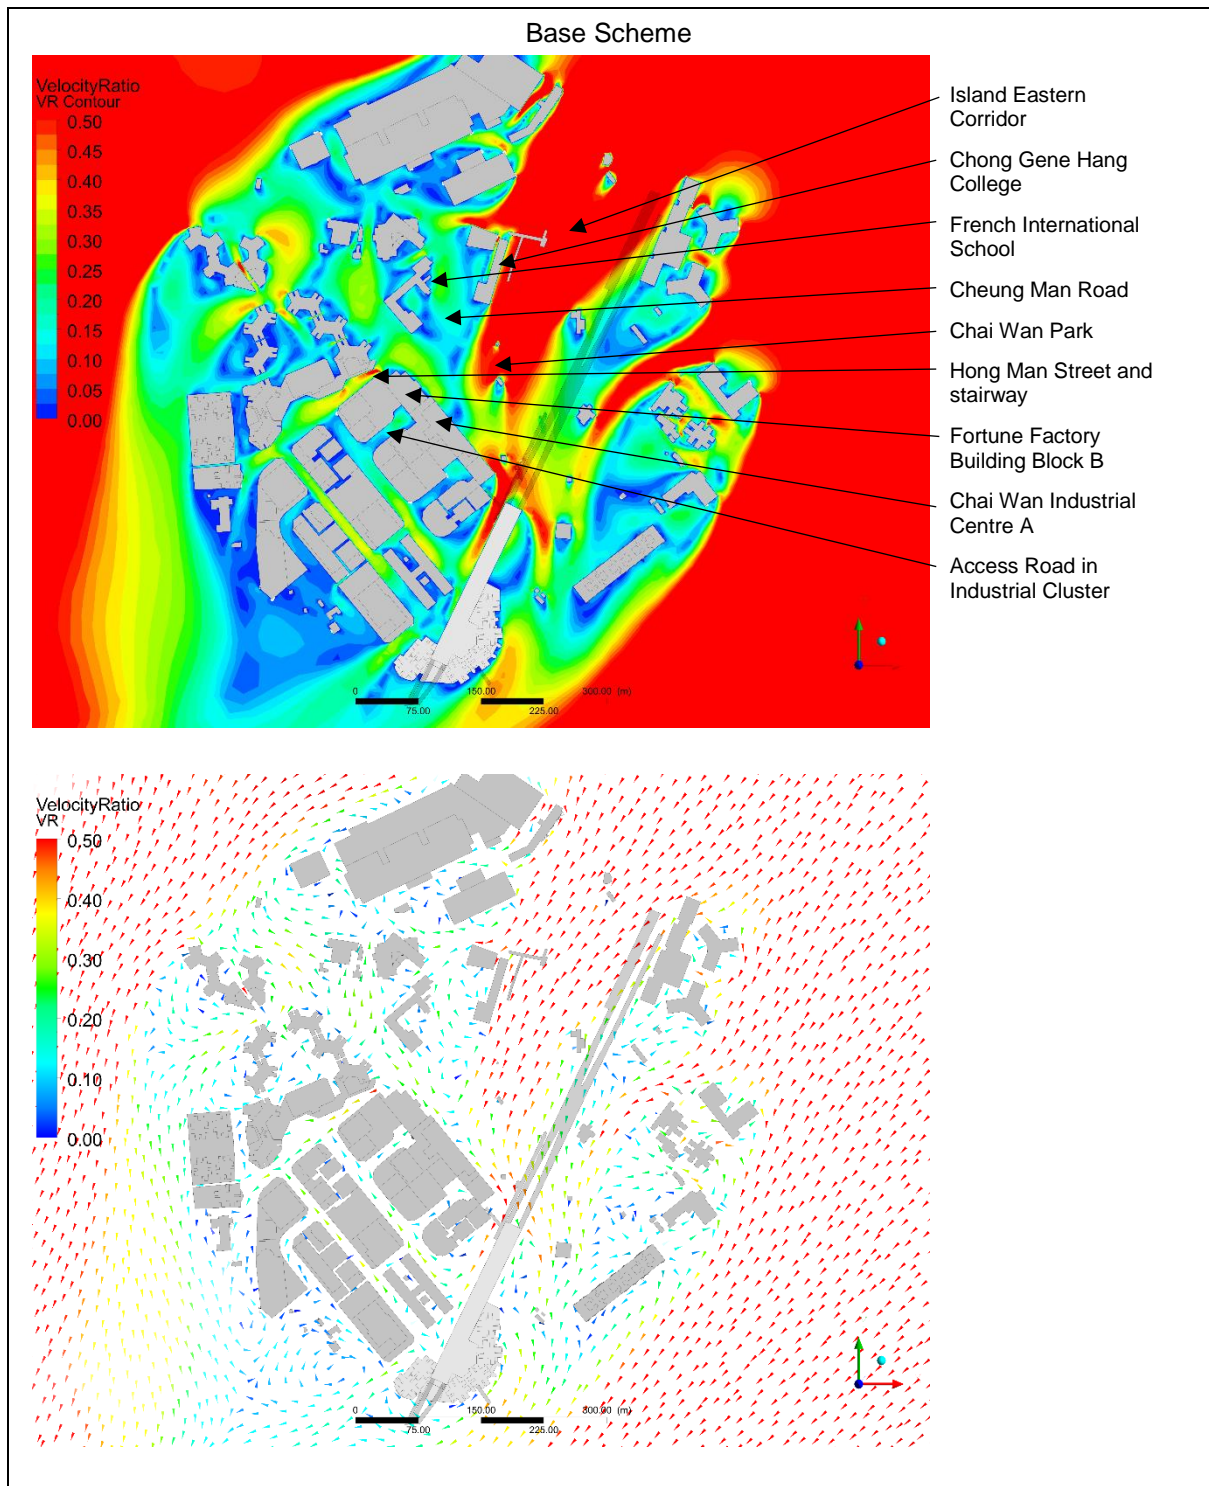 Base Scheme
VelocityRatio
VR Contour
0.50
0.45
0.40
0.35
0.30
0.25
0.20
0.15
0.10
0.05
0.00
0
150.00
300.00 (m)
75.00
225.00
Island Eastern
Corridor
Chong Gene Hang
College
French International
School
Cheung Man Road
Chai Wan Park
Hong Man Street and
stairway
Fortune Factory
Building Block B
Chai Wan Industrial
Centre A
Access Road in
Industrial Cluster
VelocityRatio
VR
0.50
0.40
0.30
0.20
0.10
0.00
0
150.00
300.00 (m)
75.00
225.00